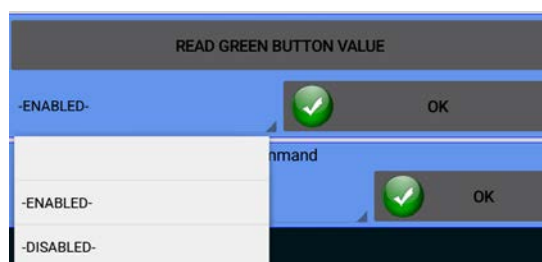 READ GREEN BUTTON VALUE
-ENABLED-
OK
mmand
-ENABLED-
OK
-DISABLED-